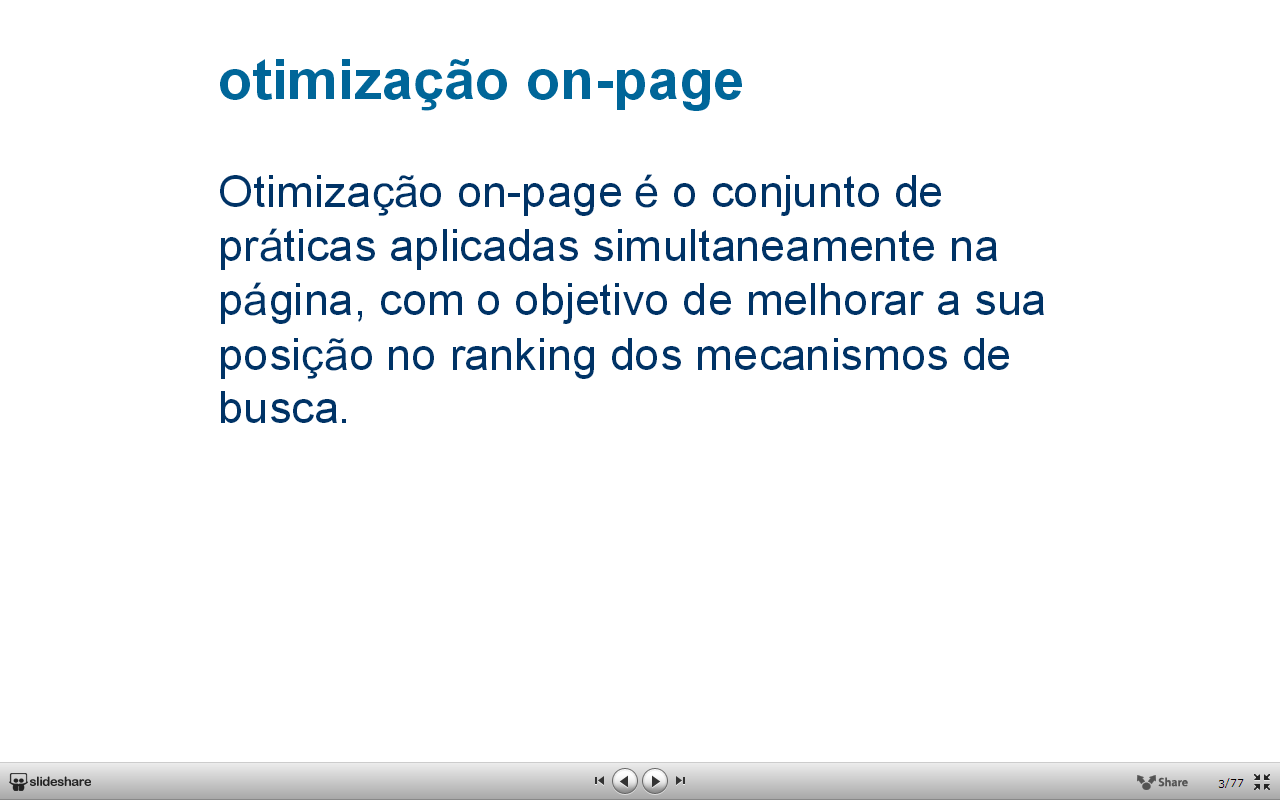 otimização on-page
Otimização on-page é o conjunto de
práticas aplicadas simultaneamente na
página, com o objetivo de melhorar a sua
posição no ranking dos mecanismos de
busca.
slideshare
Share
3/77